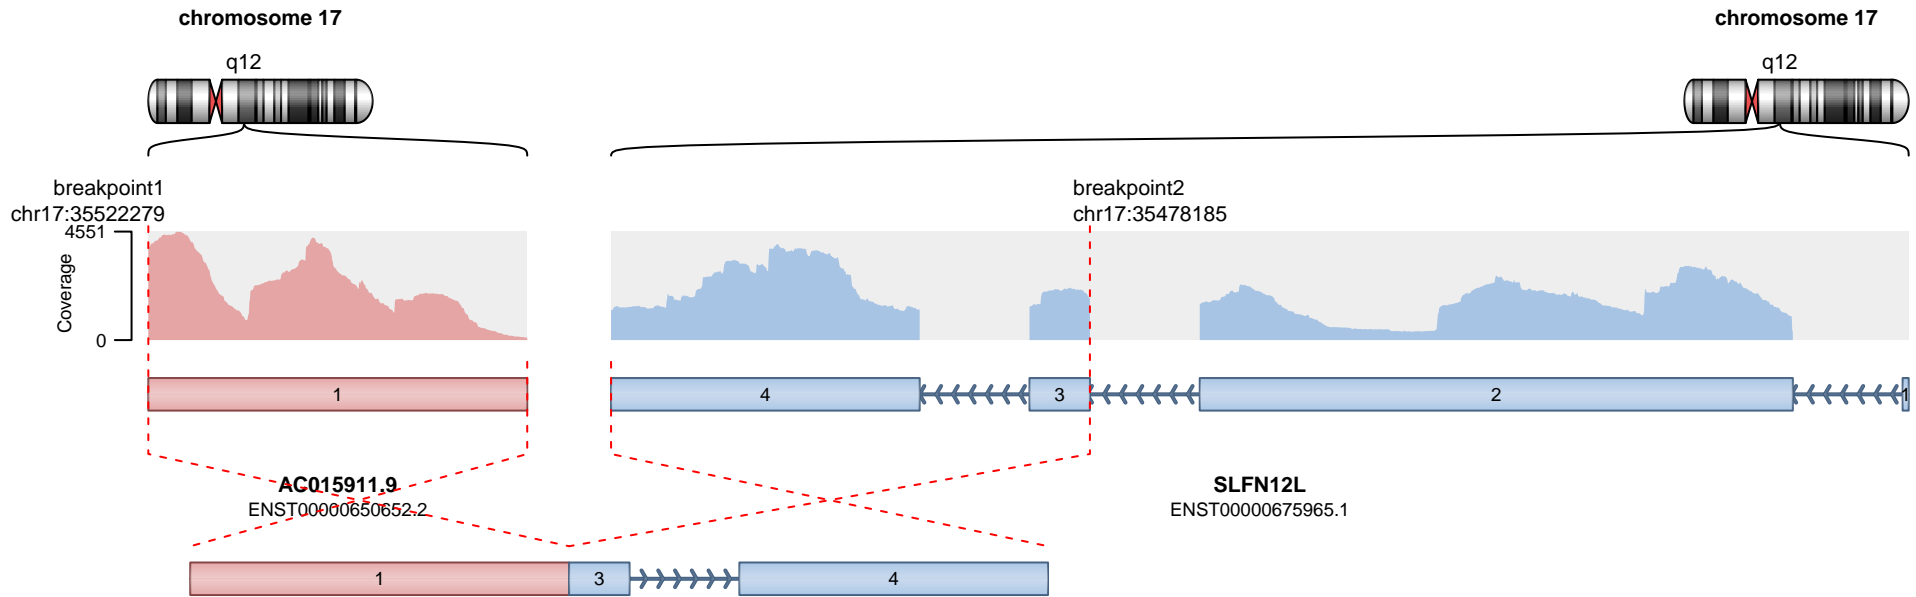 chromosome 17
chromosome 17
q12
q12
breakpoint1
chr17:35522279
breakpoint2
chr17:35478185
4551
Coverage
0
1
4
3
2
1
AC015911.9
ENST00000650652.2
SLFN12L
ENST00000675965.1
1
3
4